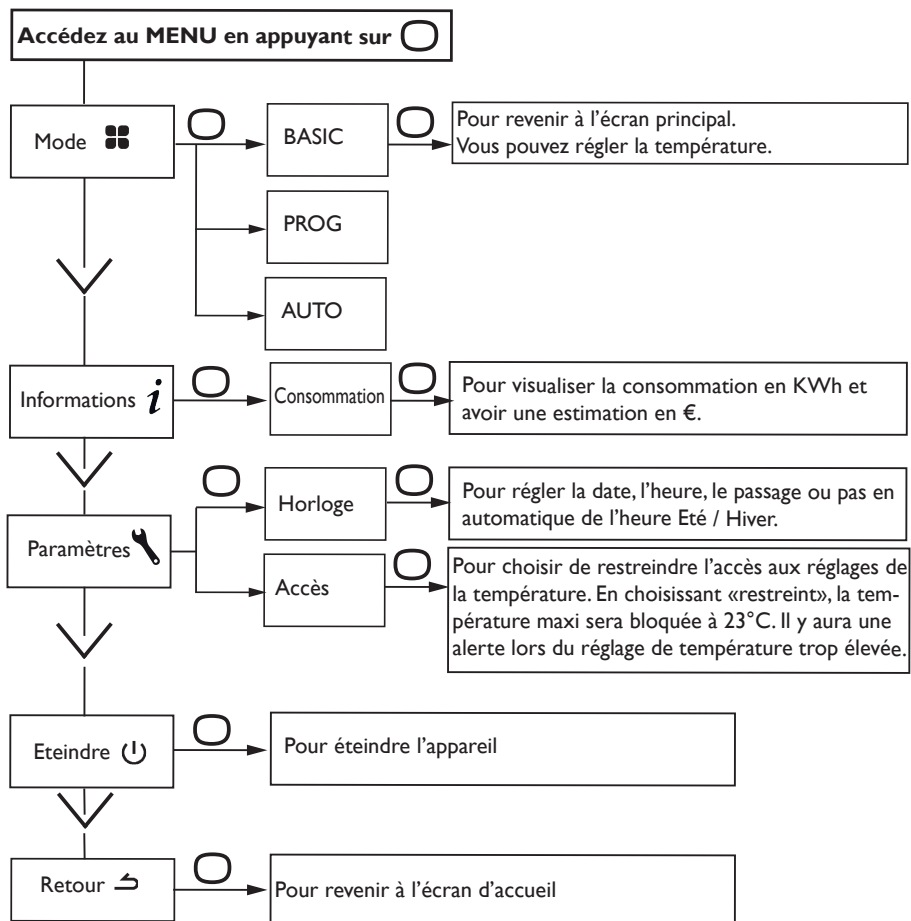 Accédez au MENU en appuyant sur
Mode
BASIC
Pour revenir à l'écran principal.
Vous pouvez régler la température.
PROG
AUTO
Informations i
Consommation
Pour visualiser la consommation en KWh et
avoir une estimation en €.
Paramètres
Horloge
Pour régler la date, l'heure, le passage ou pas en
automatique de l'heure Eté / Hiver.
Accès
Pour choisir de restreindre l'accès aux réglages de
la température. En choisissant «restreint», la tem-
pérature maxi sera bloquée à 23°C. Il y aura une
alerte lors du réglage de température trop élevée.
Eteindre
Pour éteindre l'appareil
Retour
Pour revenir à l'écran d'accueil